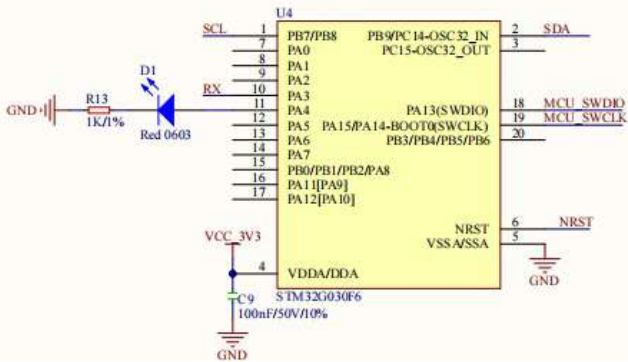 U4
SCL 1 PB7/PB8 PB9/PC14-OSC32_IN 2 SDA
7 PA0 PC15-OSC32_OUT 3
8 PA1
9 PA2
D1
RX 10 PA3
GND R13 11 PA4 PA13(SWDIO) 18 MCU_SWDIO
1K/1% Red 0603 12 PA5 PA15/PA14-BOOT0(SWCLK) 19 MCU_SWCLK
13 PA6 PB3/PB4/PB5/PB6 20
14 PA7
15 PB0/PB1/PB2/PA8
16 PA11[PA9]
17 PA12[PA10]
NRST 6 NRST
VCC_3V3 VSSA/SSA 5
4 VDDA/DDA GND
STM32G030F6
C9
100nF/50V/10%
GND